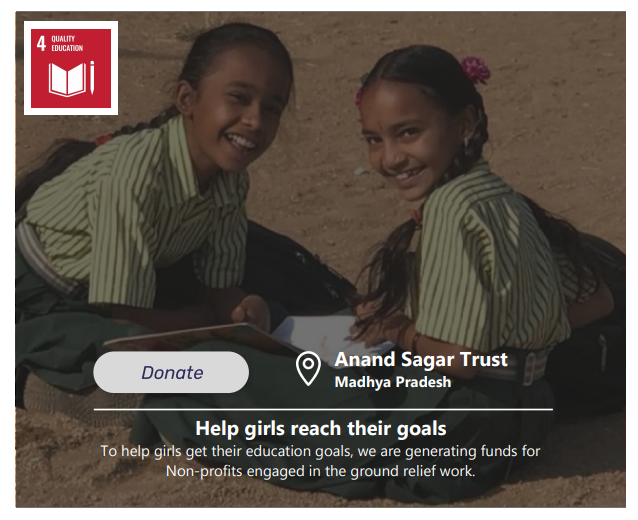 4 QUALITY
EDUCATION
Donate
Anand Sagar Trust
Madhya Pradesh
Help girls reach their goals
To help girls get their education goals, we are generating funds for
Non-profits engaged in the ground relief work.